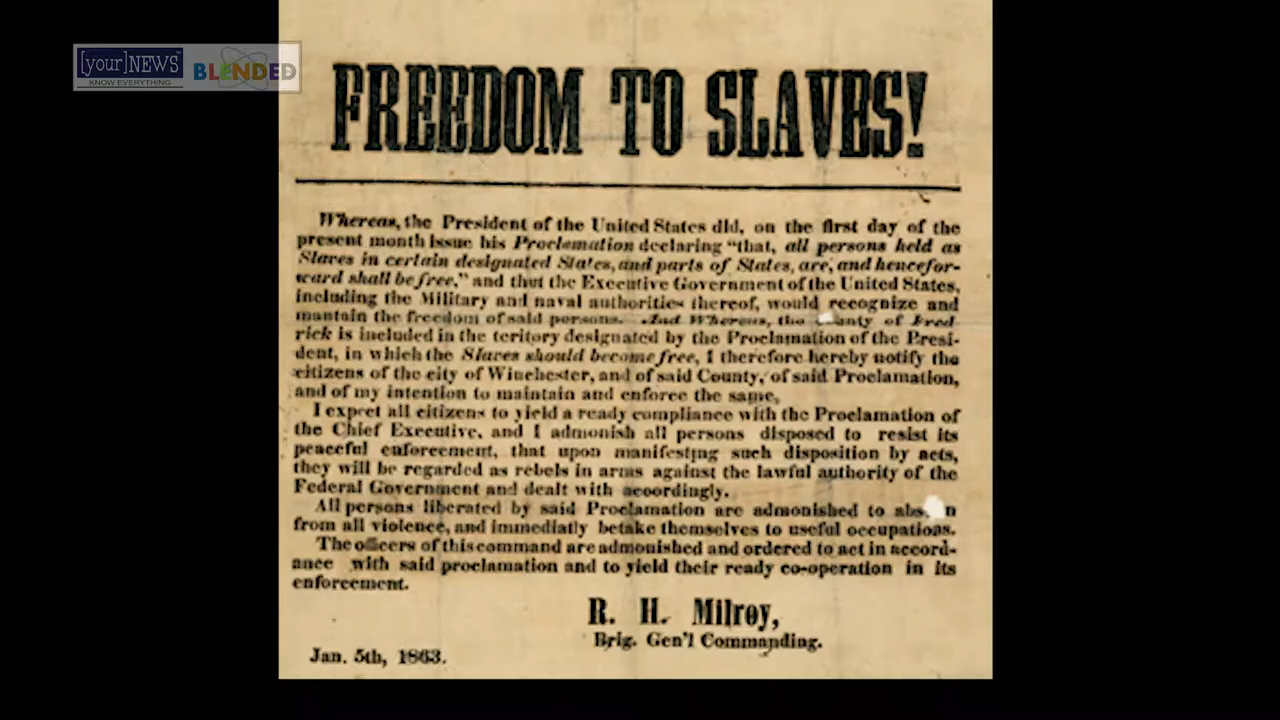 [your]NEWS
KNOW EVERYTHING
BLENDED
FREEDOM TO SLAVES!
Whereas, the President of the United States did, on the first day of the
present month issue his Proclamation declaring “that, all persons held as
Slaves in certain designated States, and parts of States, are, and hencefor-
ward shall be free,” and that the Executive Government of the United States,
including the Military and naval authorities thereof, would recognize and
mantain the freedom of said persons. And Whereas, the County of Fred
rick is included in the teritory designated by the Proclamation of the Presi-
dent, in which the Slaves should become free, I therefore hereby notify the
citizens of the city of Winchester, and of said County, of said Proclamation,
and of my intention to maintain and enforce the same,
I expect all citizens to yield a ready compliance with the Proclamation of
the Chief Executive, and I admonish all persons disposed to resist its
peaceful enforcement, that upon manifesting such disposition by acts,
they will be regarded as rebels in arms against the lawful authority of the
Federal Government and dealt with accordingly.
All persons liberated by said Proclamation are admonished to
from all violence, and immediatly betake themselves to useful occupations.
The officers of this command are admonished and ordered to act in accord-
ance with said proclamation and to yield their ready co-operation in its
enforcement.
R. H. Milroy,
Brig. Gen'l Commanding.
Jan. 5th, 1863.